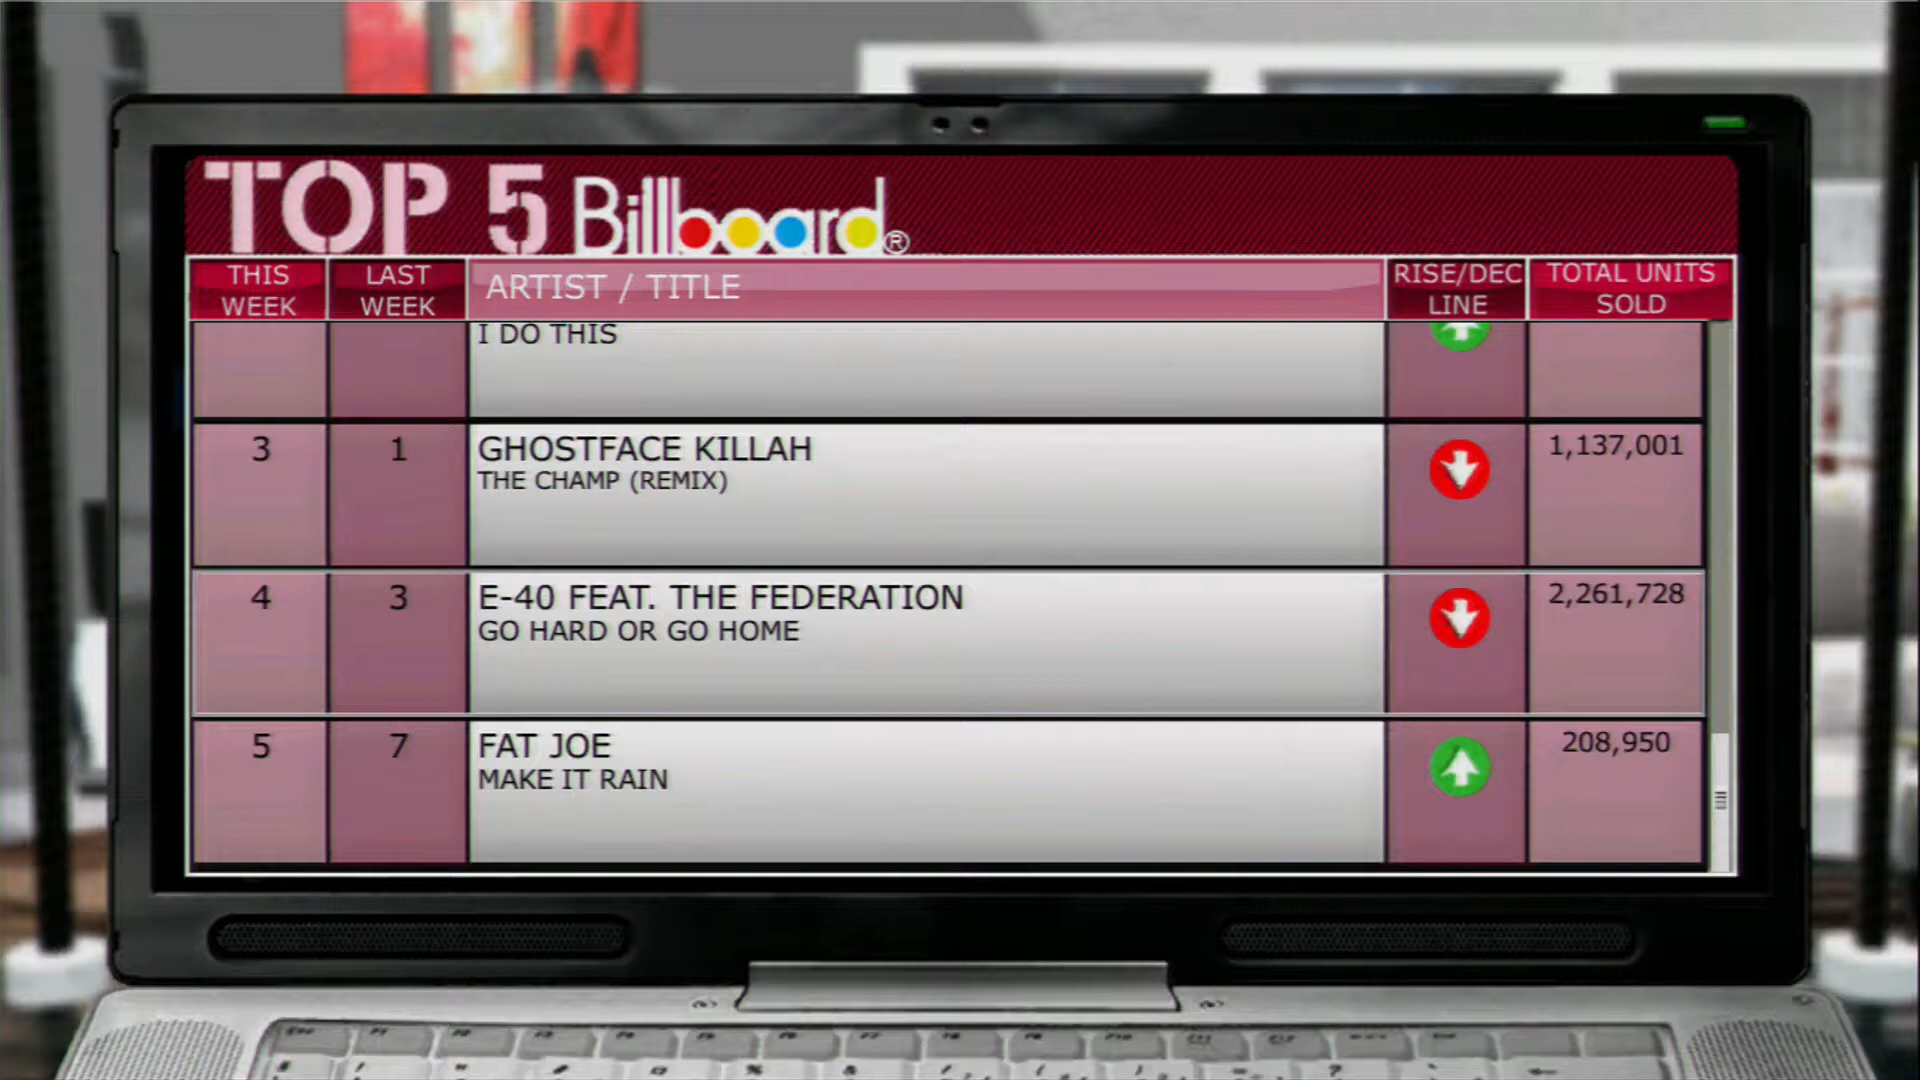 TOP 5 Billboard®
THIS WEEK
LAST WEEK
ARTIST / TITLE
RISE/DEC LINE
TOTAL UNITS SOLD
I DO THIS
3 1 GHOSTFACE KILLAH 1,137,001
THE CHAMP (REMIX)
4 3 E-40 FEAT. THE FEDERATION 2,261,728
GO HARD OR GO HOME
5 7 FAT JOE 208,950
MAKE IT RAIN